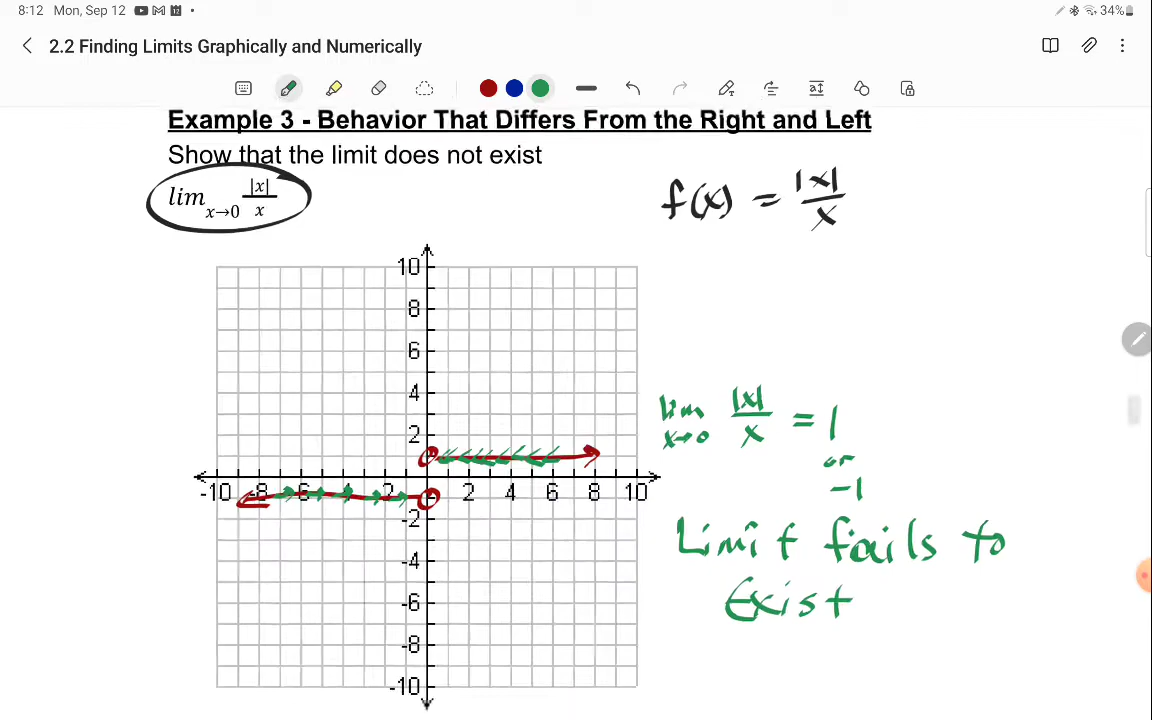 8:12 Mon, Sep 12 34%
2.2 Finding Limits Graphically and Numerically
Example 3 - Behavior That Differs From the Right and Left
Show that the limit does not exist
lim x→0 |x|/x
f(x) = |x|/x
10
8
6
4
2
-10 -8 -6 -4 -2 2 4 6 8 10
-2
-4
-6
-8
-10
lim x→0 |x|/x = 1
or
-1
Limit fails to
Exist